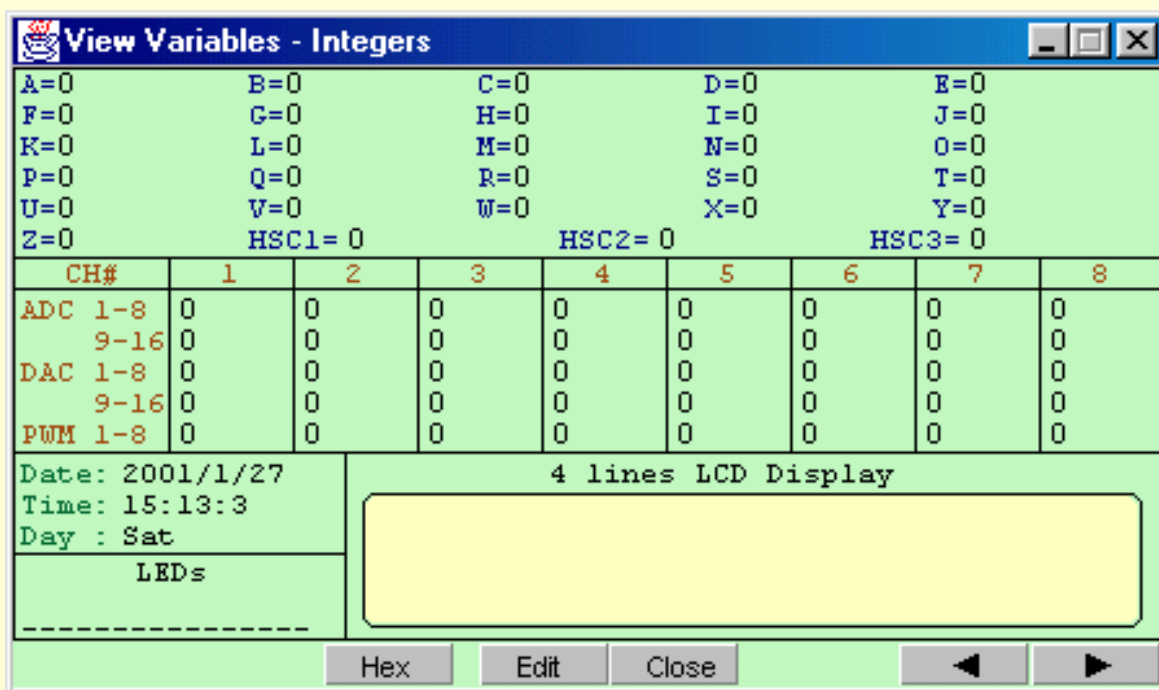 View Variables - Integers
A=0 B=0 C=0 D=0 E=0
F=0 G=0 H=0 I=0 J=0
K=0 L=0 M=0 N=0 O=0
P=0 Q=0 R=0 S=0 T=0
U=0 V=0 W=0 X=0 Y=0
Z=0 HSC1= 0 HSC2= 0 HSC3= 0
CH# 1 2 3 4 5 6 7 8
ADC 1-8 0 0 0 0 0 0 0 0
9-16 0 0 0 0 0 0 0 0
DAC 1-8 0 0 0 0 0 0 0 0
9-16 0 0 0 0 0 0 0 0
PWM 1-8 0 0 0 0 0 0 0 0
Date: 2001/1/27
Time: 15:13:3
Day : Sat
LEDs
----------------
4 lines LCD Display
Hex Edit Close